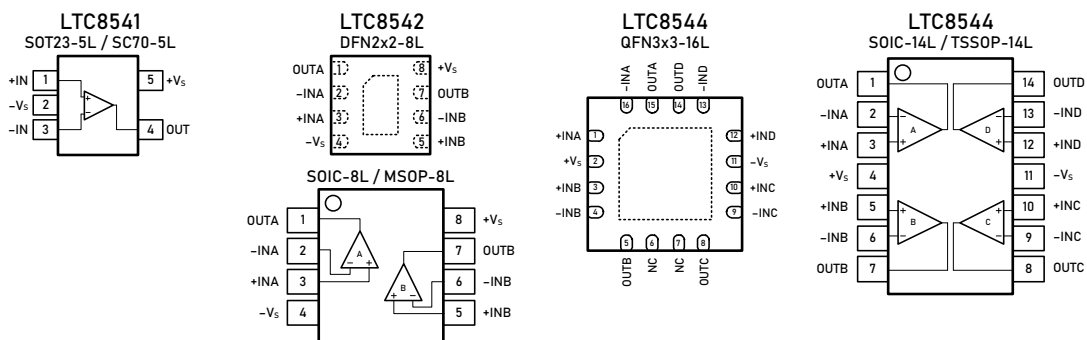 LTC8541
SOT23-5L / SC70-5L
+IN 1 5 +Vs
–Vs 2
–IN 3 4 OUT
+
–
LTC8542
DFN2x2-8L
OUTA 1 8 +Vs
–INA 2 7 OUTB
+INA 3 6 –INB
–Vs 4 5 +INB
SOIC-8L / MSOP-8L
OUTA 1 8 +Vs
–INA 2 7 OUTB
+INA 3 6 –INB
–Vs 4 5 +INB
A
– +
B
+ –
LTC8544
QFN3x3-16L
–INA OUTA OUTD –IND
16 15 14 13
+INA 1 12 +IND
+Vs 2 11 –Vs
+INB 3 10 +INC
–INB 4 9 –INC
5 6 7 8
OUTB NC NC OUTC
LTC8544
SOIC-14L / TSSOP-14L
OUTA 1 14 OUTD
–INA 2 – A + D – 13 –IND
+INA 3 + + 12 +IND
+Vs 4 11 –Vs
+INB 5 + + 10 +INC
–INB 6 – B C – 9 –INC
OUTB 7 8 OUTC